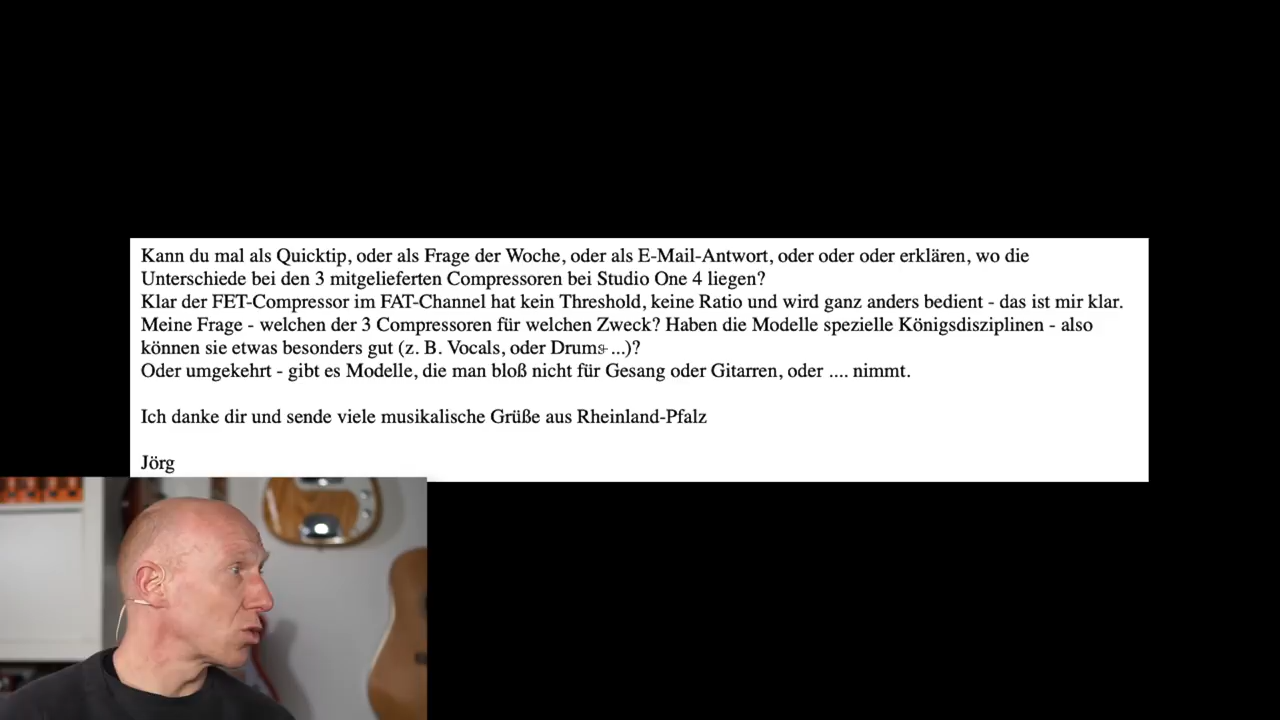 Kann du mal als Quicktip, oder als Frage der Woche, oder als E-Mail-Antwort, oder oder oder erklären, wo die
Unterschiede bei den 3 mitgelieferten Compressoren bei Studio One 4 liegen?
Klar der FET-Compressor im FAT-Channel hat kein Threshold, keine Ratio und wird ganz anders bedient - das ist mir klar.
Meine Frage - welchen der 3 Compressoren für welchen Zweck? Haben die Modelle spezielle Königsdisziplinen - also
können sie etwas besonders gut (z. B. Vocals, oder Drums ...)?
Oder umgekehrt - gibt es Modelle, die man bloß nicht für Gesang oder Gitarren, oder .... nimmt.
Ich danke dir und sende viele musikalische Grüße aus Rheinland-Pfalz
Jörg